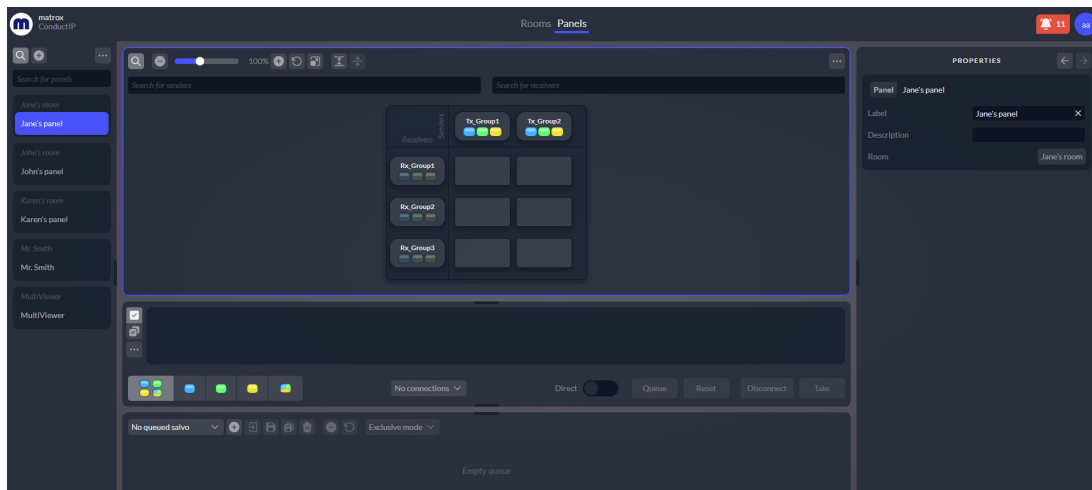 matrox
ConductIP
Rooms Panels
11
aa
Search for panels
Jane's room
Jane's panel
John's room
John's panel
Karen's room
Karen's panel
Mr. Smith
Mr. Smith
MultiViewer
MultiViewer
100%
Search for senders
Search for receivers
Senders
Receivers
Tx_Group1
Tx_Group2
Rx_Group1
Rx_Group2
Rx_Group3
No connections
Direct
Queue
Reset
Disconnect
Take
No queued salvo
Exclusive mode
Empty queue
PROPERTIES
Panel Jane's panel
Label Jane's panel
Description
Room Jane's room